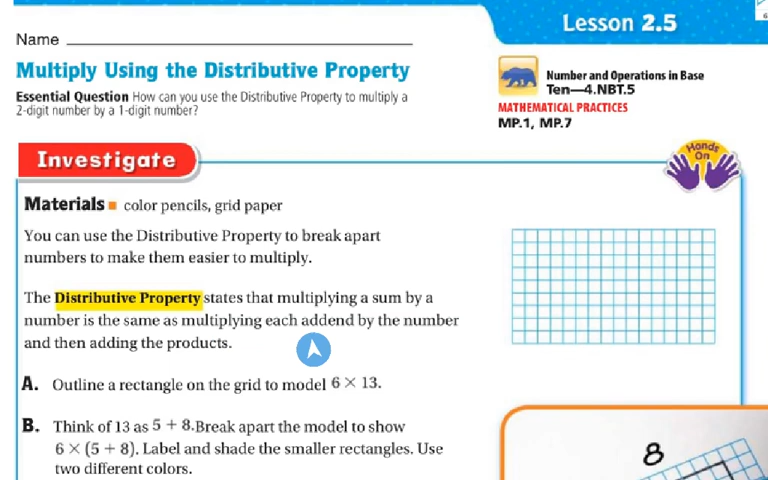 Lesson 2.5
Name
Multiply Using the Distributive Property
Essential Question How can you use the Distributive Property to multiply a
2-digit number by a 1-digit number?
Number and Operations in Base
Ten—4.NBT.5
MATHEMATICAL PRACTICES
MP.1, MP.7
Investigate
Hands
On
Materials ■ color pencils, grid paper
You can use the Distributive Property to break apart
numbers to make them easier to multiply.
The Distributive Property states that multiplying a sum by a
number is the same as multiplying each addend by the number
and then adding the products.
A. Outline a rectangle on the grid to model 6 × 13.
B. Think of 13 as 5 + 8.Break apart the model to show
6 × (5 + 8). Label and shade the smaller rectangles. Use
two different colors.
8